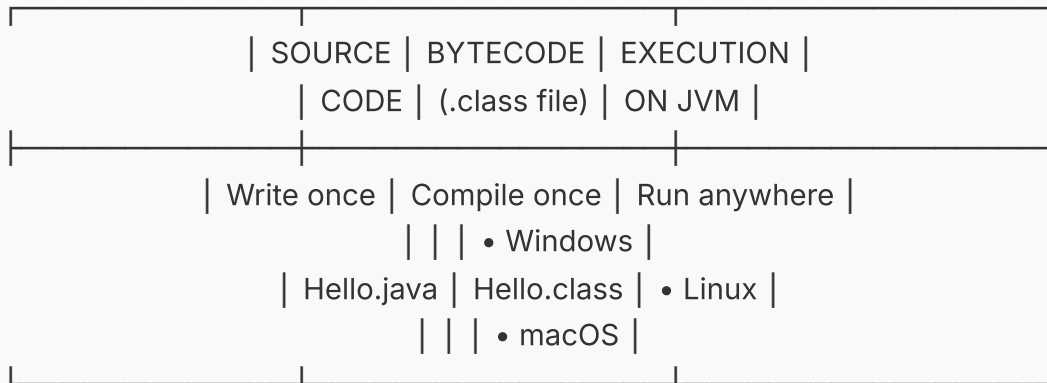 │ SOURCE │ BYTECODE │ EXECUTION │
│ CODE │ (.class file) │ ON JVM │
│ Write once │ Compile once │ Run anywhere │
│ │ │ • Windows │
│ Hello.java │ Hello.class │ • Linux │
│ │ │ • macOS │